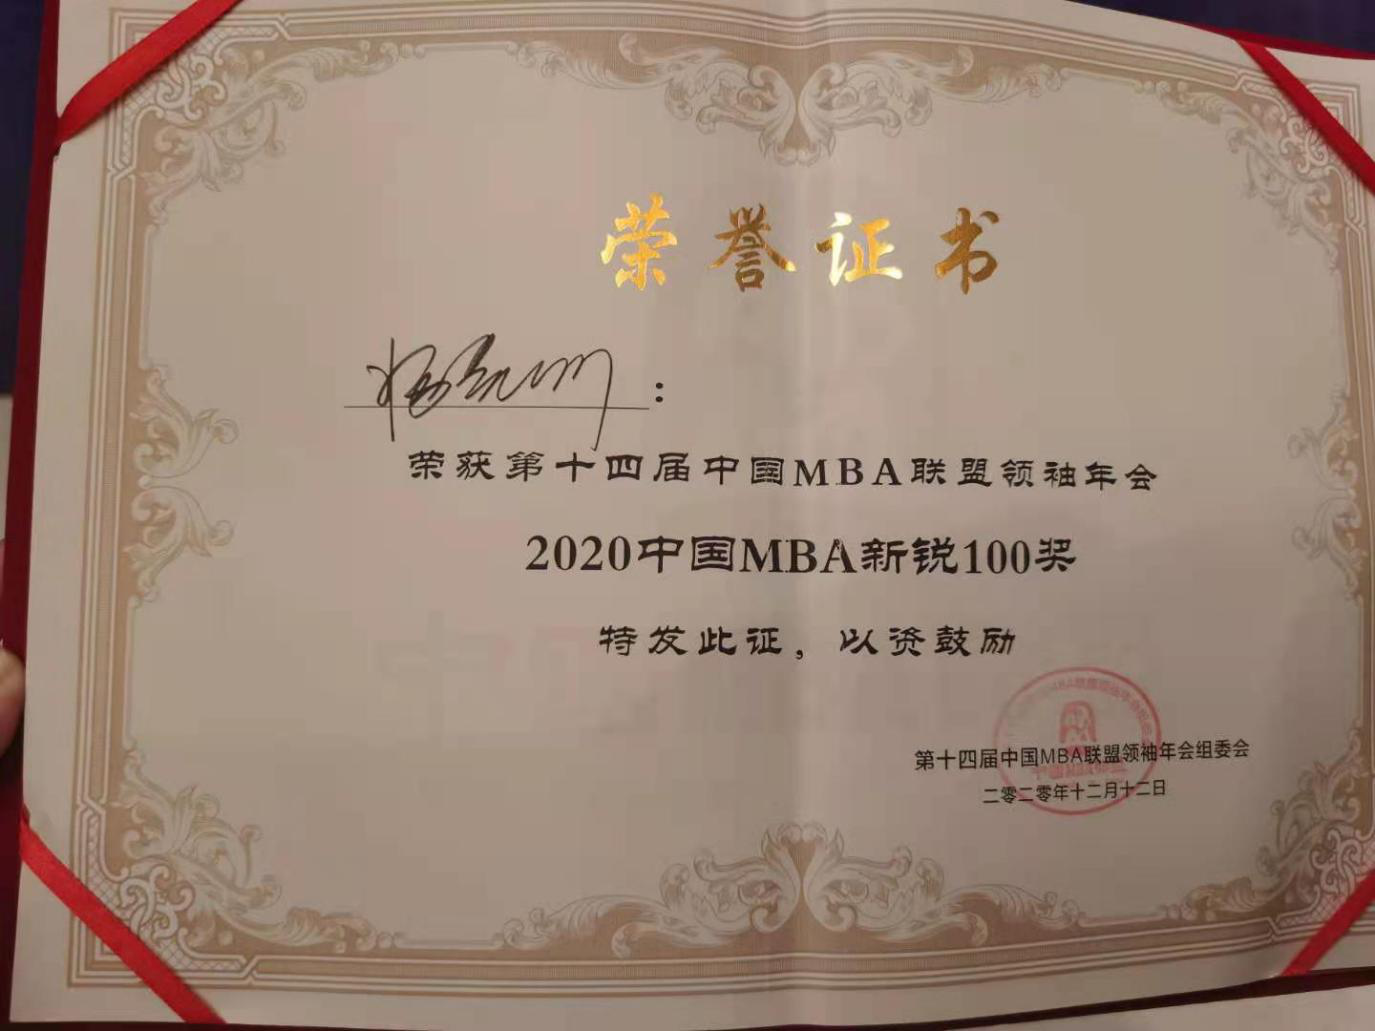 荣誉证书
:
荣获第十四届中国MBA联盟领袖年会
2020中国MBA新锐100奖
特发此证，以资鼓励
第十四届中国MBA联盟领袖年会组委会
二零二零年十二月十二日